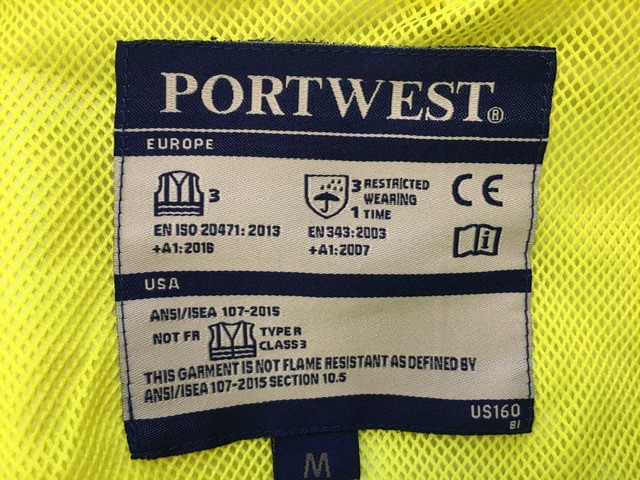 PORTWEST®
EUROPE
3
EN ISO 20471: 2013
+A1: 2016
3 RESTRICTED
WEARING
1 TIME
EN 343: 2003
+A1: 2007
CE
i
USA
ANSI/ISEA 107-2015
NOT FR
TYPE R
CLASS 3
THIS GARMENT IS NOT FLAME RESISTANT AS DEFINED BY
ANSI/ISEA 107-2015 SECTION 10.5
US160
BI
M